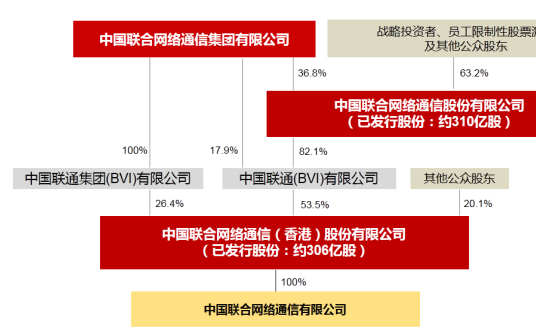 中国联合网络通信集团有限公司
战略投资者、员工限制性股票激
及其他公众股东
36.8%
63.2%
中国联合网络通信股份有限公司
（已发行股份：约310亿股）
100%
17.9%
82.1%
中国联通集团(BVI)有限公司
中国联通(BVI)有限公司
其他公众股东
26.4%
53.5%
20.1%
中国联合网络通信（香港）股份有限公司
（已发行股份：约306亿股）
100%
中国联合网络通信有限公司